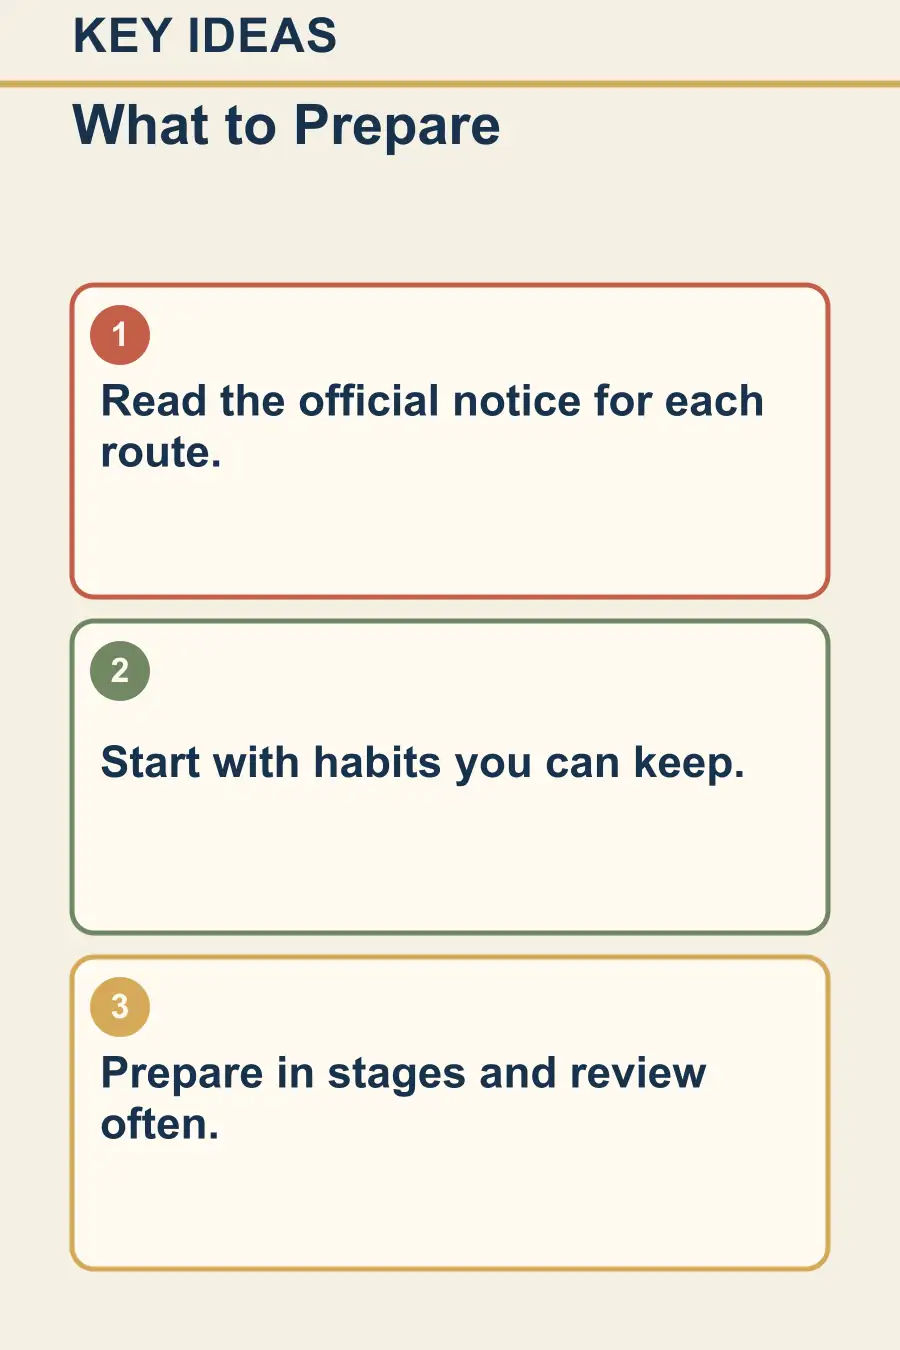 KEY IDEAS
What to Prepare
1
Read the official notice for each
route.
2
Start with habits you can keep.
3
Prepare in stages and review
often.